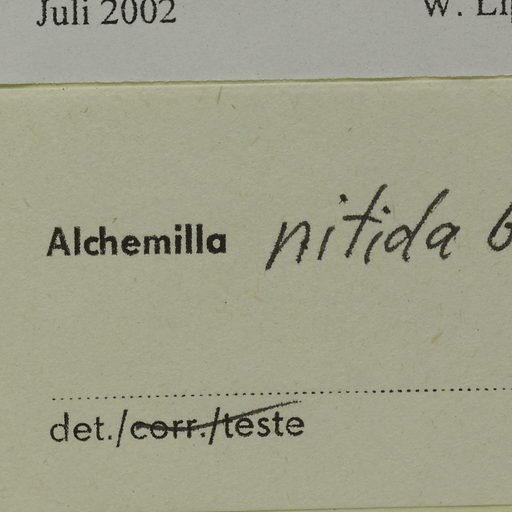 Juli 2002 W.
Alchemilla nitida
det./corr./teste